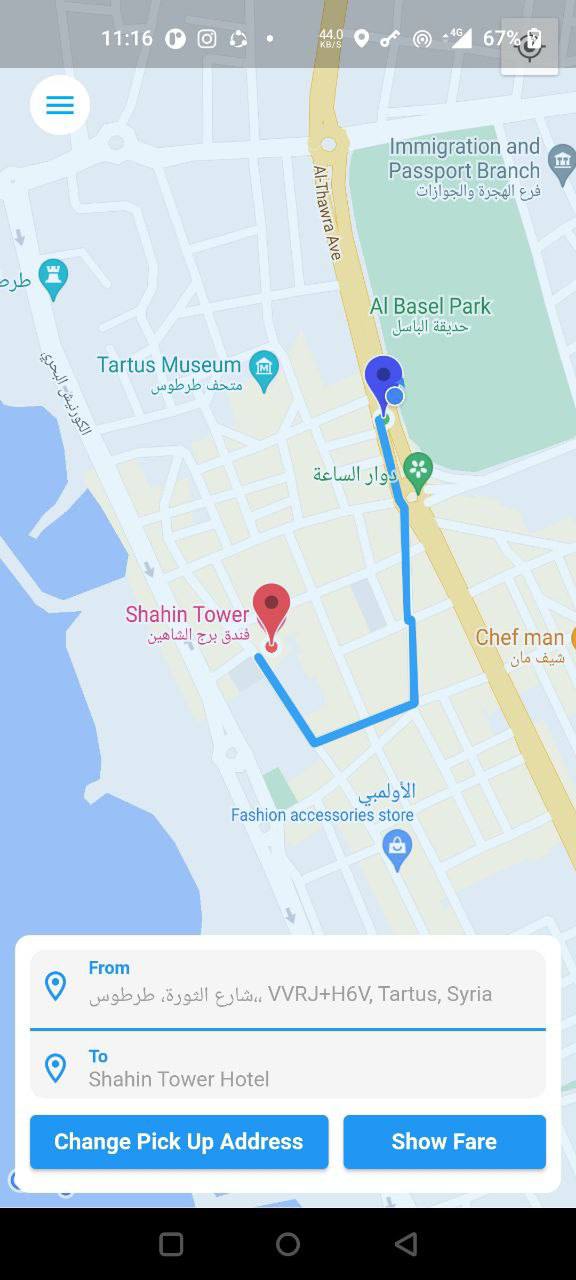 11:16
44.0
KB/S
4G
67%
Immigration and
Passport Branch
فرع الهجرة والجوازات
Al-Thawra Ave
Al Basel Park
حديقة الباسل
Tartus Museum
متحف طرطوس
الكورنيش البحري
دوار الساعة
Shahin Tower
فندق برج الشاهين
Chef man
شيف مان
الأولمبي
Fashion accessories store
From
شارع الثورة، طرطوس،, VVRJ+H6V, Tartus, Syria
To
Shahin Tower Hotel
Change Pick Up Address
Show Fare